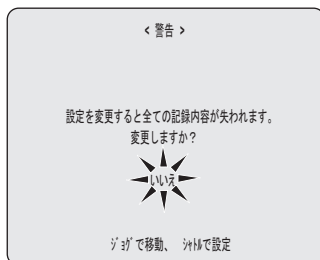 < 警告 >
設定を変更すると全ての記録内容が失われます。
変更しますか？
いいえ
ｼﾞｮｸﾞで移動、 ｼｬﾄﾙで設定